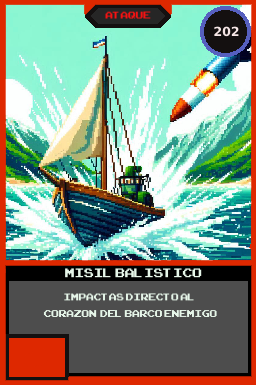 ATAQUE
202
MISIL BALISTICO
IMPACTAS DIRECTO AL
CORAZON DEL BARCO ENEMIGO